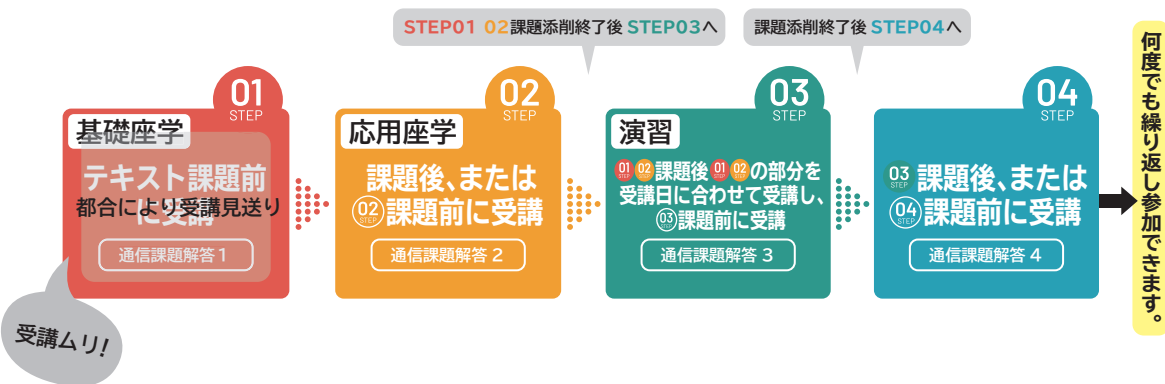 STEP01 02課題添削終了後 STEP03へ
課題添削終了後 STEP04へ
01
STEP
基礎座学
テキスト課題前
に受講
都合により受講見送り
通信課題解答1
受講ムリ!
02
STEP
応用座学
課題後、または
02 STEP 課題前に受講
通信課題解答 2
03
STEP
演習
01 STEP 02 STEP 課題後 01 STEP 02 STEP の部分を
受講日に合わせて受講し、
03 STEP 課題前に受講
通信課題解答 3
04
STEP
03 STEP 課題後、または
04 STEP 課題前に受講
通信課題解答 4
何度でも繰り返し参加できます。